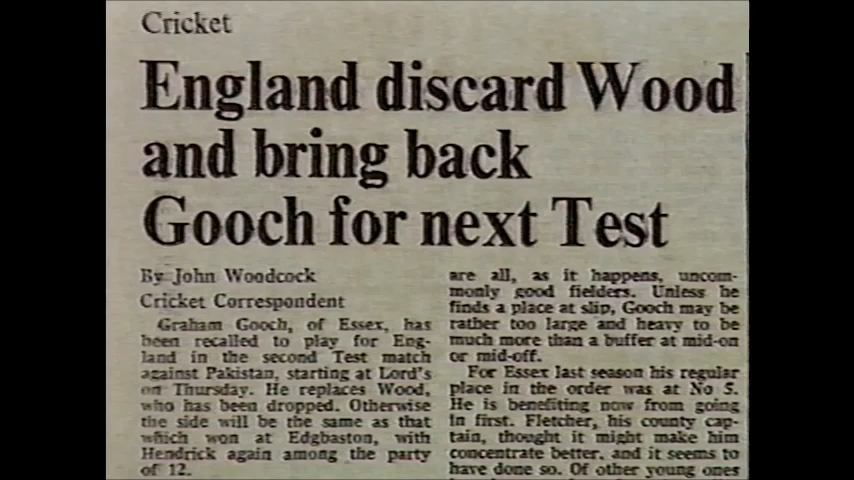 Cricket
England discard Wood
and bring back
Gooch for next Test
By John Woodcock
Cricket Correspondent
Graham Gooch, of Essex, has
been recalled to play for Eng-
land in the second Test match
against Pakistan, starting at Lord's
on Thursday. He replaces Wood,
who has been dropped. Otherwise
the side will be the same as that
which won at Edgbaston, with
Hendrick again among the party
of 12.
are all, as it happens, uncom-
monly good fielders. Unless he
finds a place at slip, Gooch may be
rather too large and heavy to be
much more than a buffer at mid-on
or mid-off.
For Essex last season his regular
place in the order was at No 5.
He is benefiting now from going
in first. Fletcher, his county cap-
tain, thought it might make him
concentrate better, and it seems to
have done so. Of other young ones